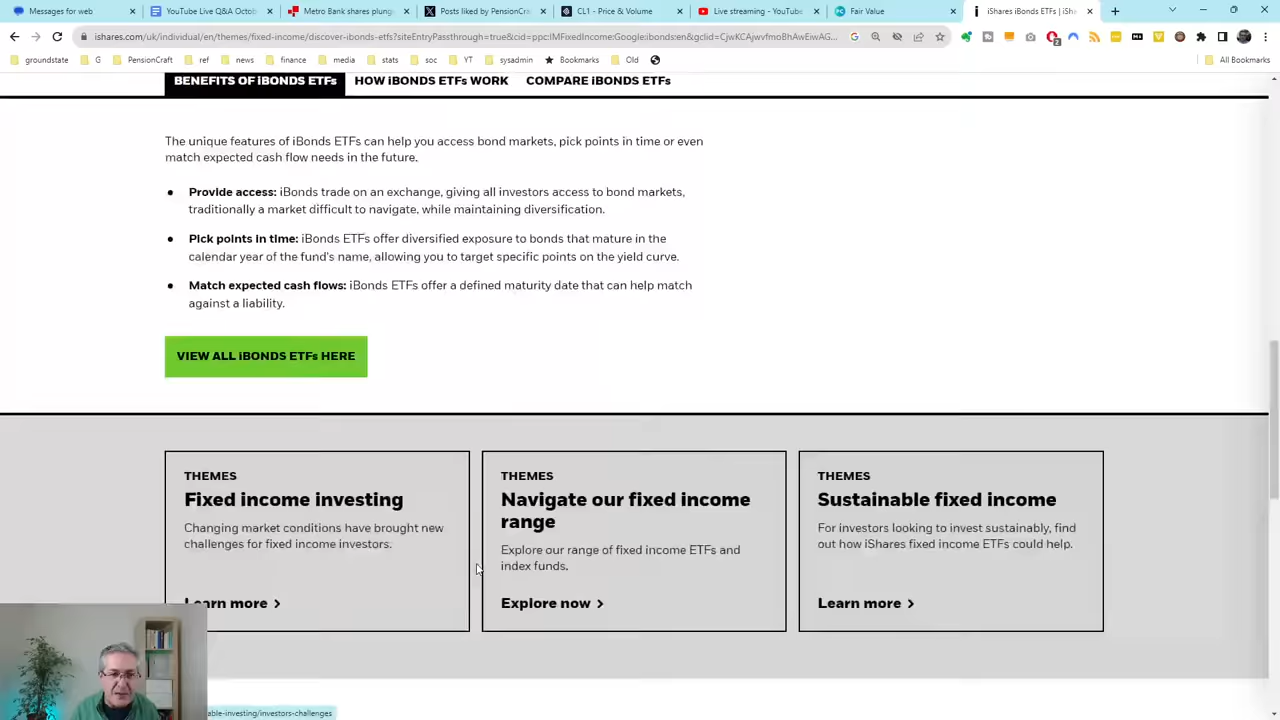 Messages for web
YouTube Live Q&A Octob
Metro Bank shares plung
Posts liked by PensionCra
CL1 - Price & Volume
Live streaming - YouTube
Fair Value
iShares iBonds ETFs | iSha
ishares.com/uk/individual/en/themes/fixed-income/discover-ibonds-etfs?siteEntryPassthrough=true&cid=ppc:IMFixedIncome:Google:ibonds:en&gclid=CjwKCAjwvfmoBhAwEiwAG...
groundstate
G
PensionCraft
ref
news
finance
media
stats
soc
YT
sysadmin
Bookmarks
Old
All Bookmarks
BENEFITS OF iBONDS ETFs
HOW iBONDS ETFs WORK
COMPARE iBONDS ETFs
The unique features of iBonds ETFs can help you access bond markets, pick points in time or even
match expected cash flow needs in the future.
Provide access: iBonds trade on an exchange, giving all investors access to bond markets,
traditionally a market difficult to navigate, while maintaining diversification.
Pick points in time: iBonds ETFs offer diversified exposure to bonds that mature in the
calendar year of the fund's name, allowing you to target specific points on the yield curve.
Match expected cash flows: iBonds ETFs offer a defined maturity date that can help match
against a liability.
VIEW ALL iBONDS ETFs HERE
THEMES
Fixed income investing
Changing market conditions have brought new
challenges for fixed income investors.
Learn more
THEMES
Navigate our fixed income
range
Explore our range of fixed income ETFs and
index funds.
Explore now
THEMES
Sustainable fixed income
For investors looking to invest sustainably, find
out how iShares fixed income ETFs could help.
Learn more
able-investing/investors-challenges